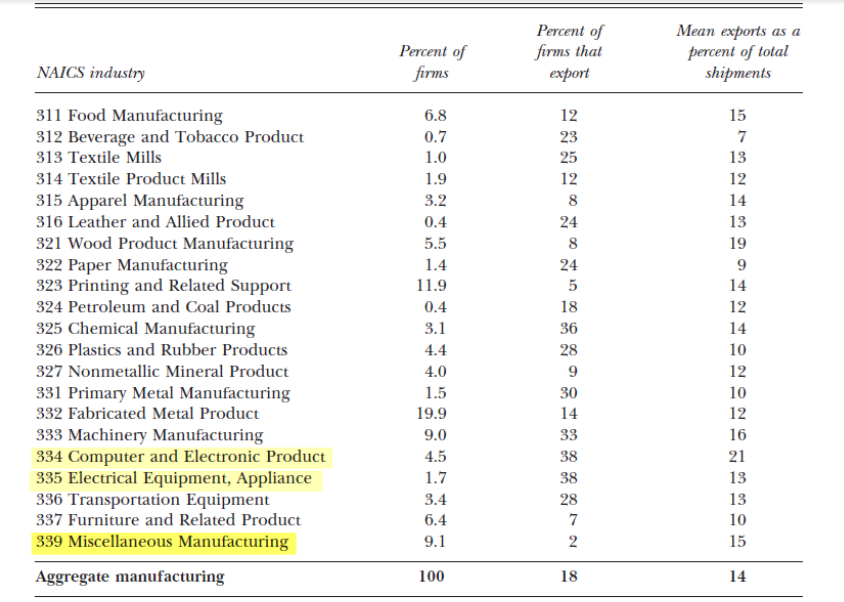 NAICS industry Percent of firms Percent of firms that export Mean exports as a percent of total shipments
311 Food Manufacturing 6.8 12 15
312 Beverage and Tobacco Product 0.7 23 7
313 Textile Mills 1.0 25 13
314 Textile Product Mills 1.9 12 12
315 Apparel Manufacturing 3.2 8 14
316 Leather and Allied Product 0.4 24 13
321 Wood Product Manufacturing 5.5 8 19
322 Paper Manufacturing 1.4 24 9
323 Printing and Related Support 11.9 5 14
324 Petroleum and Coal Products 0.4 18 12
325 Chemical Manufacturing 3.1 36 14
326 Plastics and Rubber Products 4.4 28 10
327 Nonmetallic Mineral Product 4.0 9 12
331 Primary Metal Manufacturing 1.5 30 10
332 Fabricated Metal Product 19.9 14 12
333 Machinery Manufacturing 9.0 33 16
334 Computer and Electronic Product 4.5 38 21
335 Electrical Equipment, Appliance 1.7 38 13
336 Transportation Equipment 3.4 28 13
337 Furniture and Related Product 6.4 7 10
339 Miscellaneous Manufacturing 9.1 2 15
Aggregate manufacturing 100 18 14